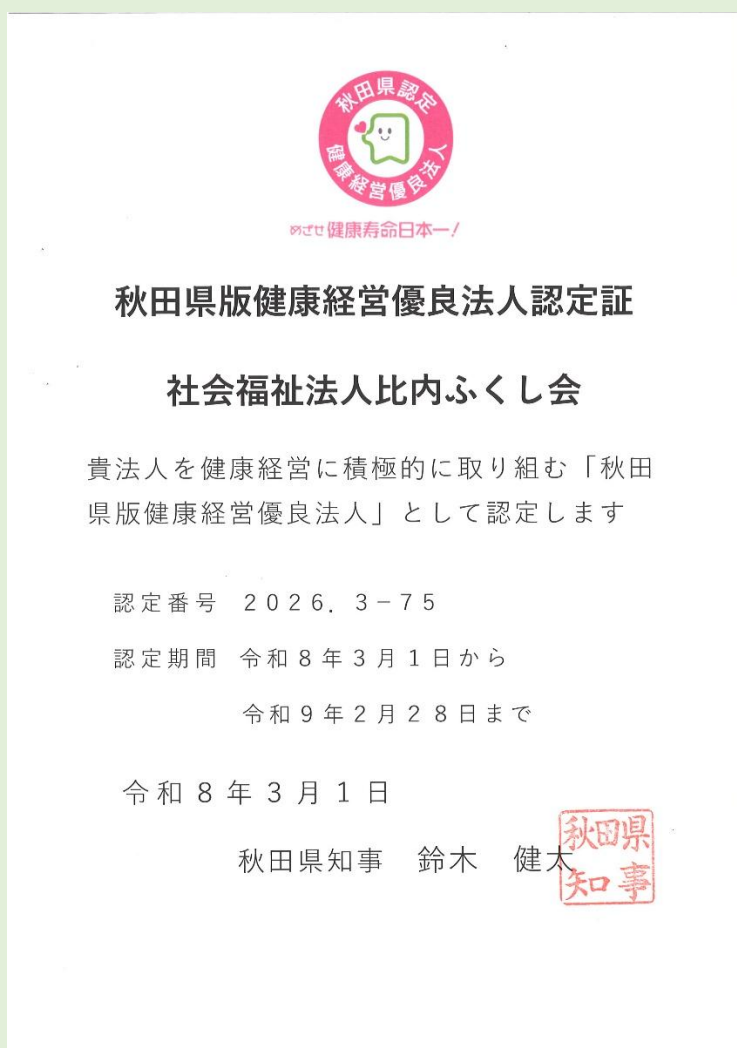 秋田県認定
健康経営優良法人
めざせ健康寿命日本一!
秋田県版健康経営優良法人認定証
社会福祉法人比内ふくし会
貴法人を健康経営に積極的に取り組む「秋田
県版健康経営優良法人」として認定します
認定番号 2026.3-75
認定期間 令和8年3月1日から
令和9年2月28日まで
令和8年3月1日
秋田県知事 鈴木 健太
秋田県
知事